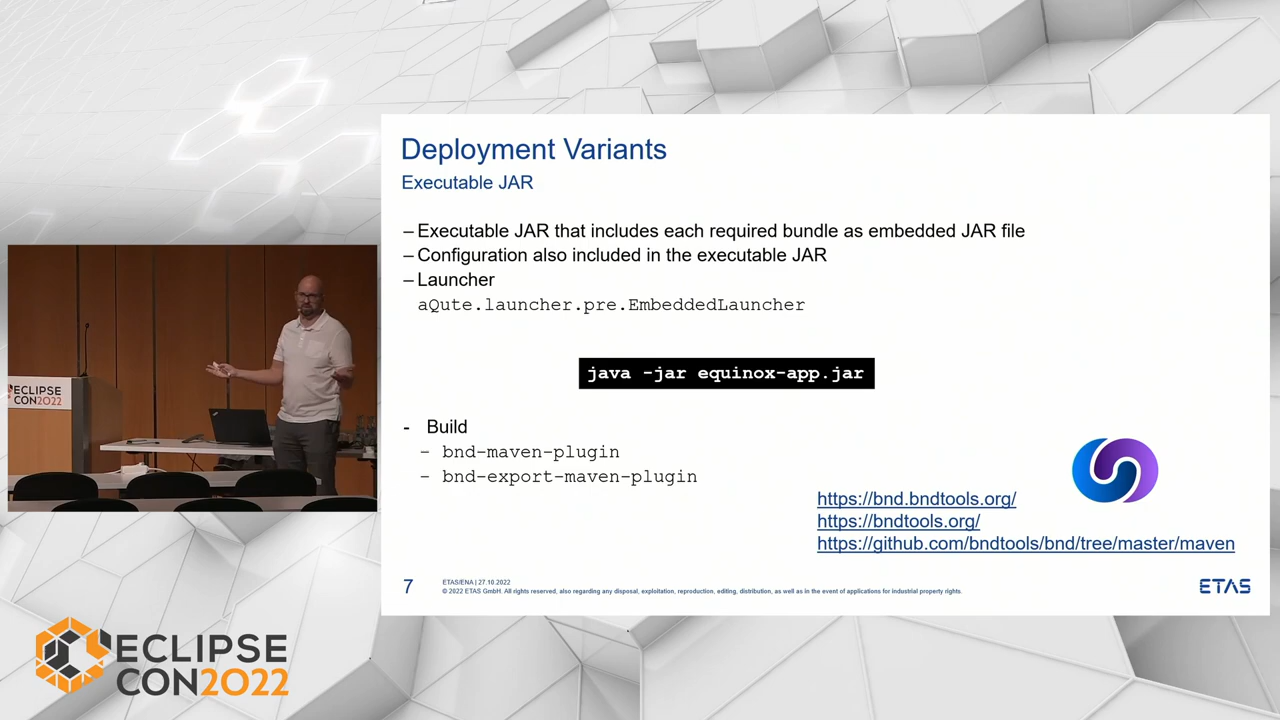 Deployment Variants
Executable JAR
– Executable JAR that includes each required bundle as embedded JAR file
– Configuration also included in the executable JAR
– Launcher
aQute.launcher.pre.EmbeddedLauncher
java -jar equinox-app.jar
- Build
– bnd-maven-plugin
– bnd-export-maven-plugin
https://bnd.bndtools.org/
https://bndtools.org/
https://github.com/bndtools/bnd/tree/master/maven
7
ETAS/ENA | 27.10.2022
© 2022 ETAS GmbH. All rights reserved, also regarding any disposal, exploitation, reproduction, editing, distribution, as well as in the event of applications for industrial property rights.
ETAS
ECLIPSE
CON2022
ECLIPSE
CON2022